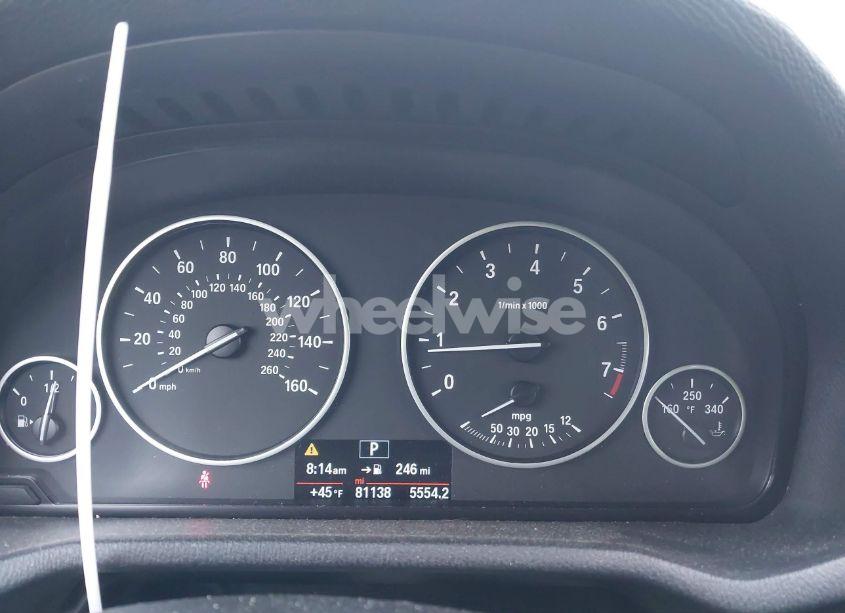 0 1/2
0 20 40 60 80 100 120 140 160
mph
0 20 40 60 80 100 120 140 160 180 200 220 240 260
km/h
wheelwise
0 1 2 3 4 5 6 7
1/min x 1000
mpg
50 30 20 15 12
160 250 340
°F
P
8:14am 246 mi
mi
+45°F 81138 5554.2